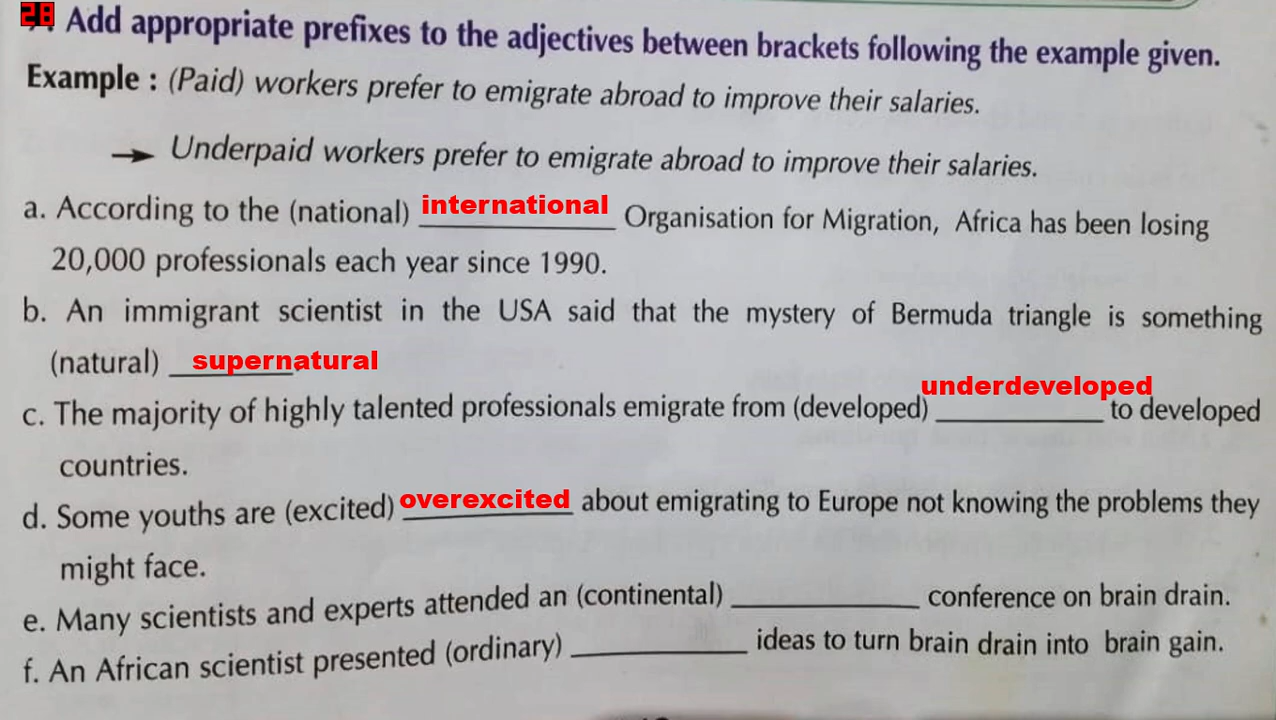 28
7. Add appropriate prefixes to the adjectives between brackets following the example given.
Example : (Paid) workers prefer to emigrate abroad to improve their salaries.
→ Underpaid workers prefer to emigrate abroad to improve their salaries.
a. According to the (national) international Organisation for Migration, Africa has been losing
20,000 professionals each year since 1990.
b. An immigrant scientist in the USA said that the mystery of Bermuda triangle is something
(natural) supernatural
c. The majority of highly talented professionals emigrate from (developed) underdeveloped to developed
countries.
d. Some youths are (excited) overexcited about emigrating to Europe not knowing the problems they
might face.
e. Many scientists and experts attended an (continental) __________ conference on brain drain.
f. An African scientist presented (ordinary) __________ ideas to turn brain drain into brain gain.